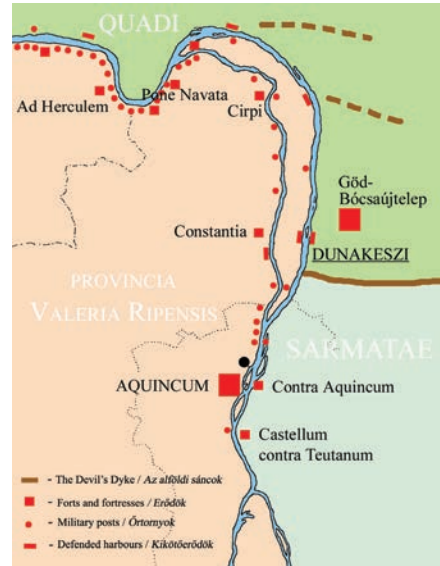 QUADI
Ad Herculem
Pone Navata
Cirpi
Göd-
Bócsaújtelep
Constantia
DUNAKESZI
PROVINCIA
VALERIA RIPENSIS
SARMATAE
AQUINCUM
Contra Aquincum
Castellum
contra Teutanum
- The Devil's Dyke / Az alföldi sáncok
- Forts and fortresses / Erődök
- Military posts / Őrtornyok
- Defended harbours / Kikötőerődök